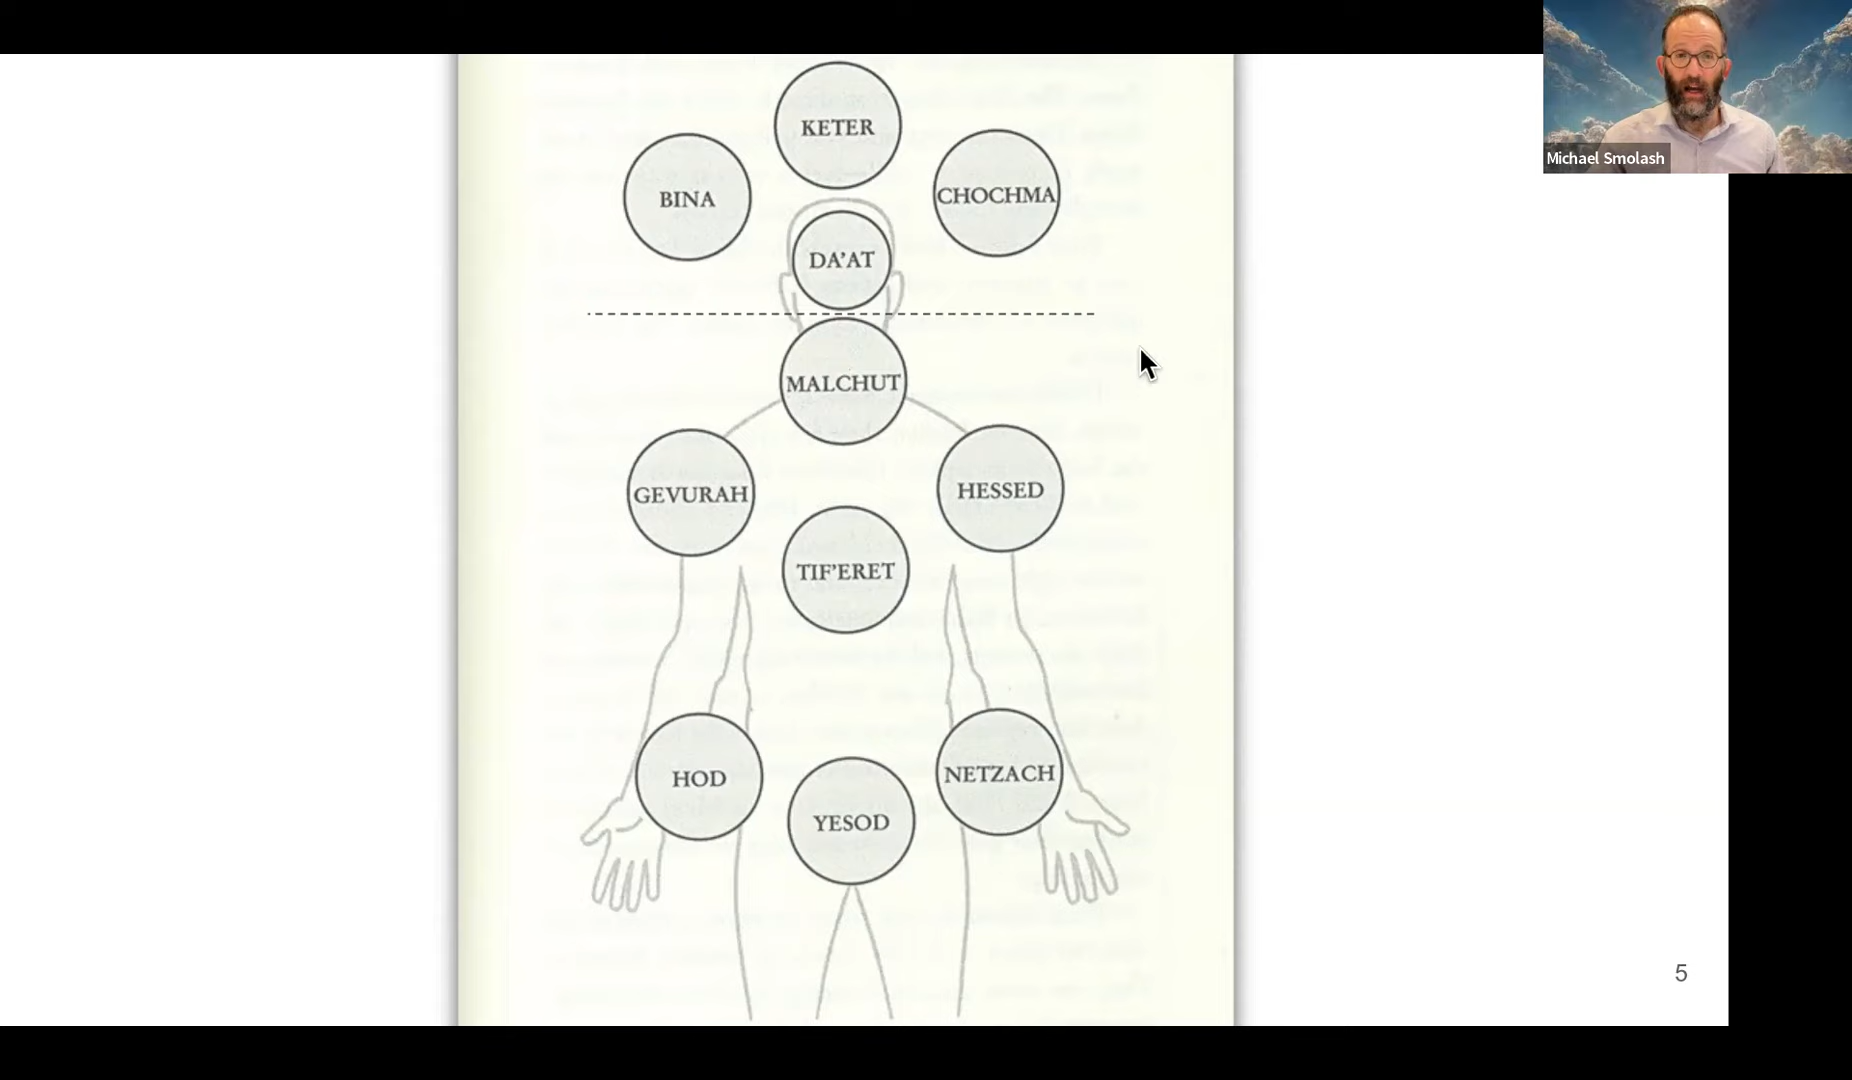 KETER
BINA
CHOCHMA
DA'AT
MALCHUT
GEVURAH
HESSED
TIF'ERET
HOD
NETZACH
YESOD
5
Michael Smolash